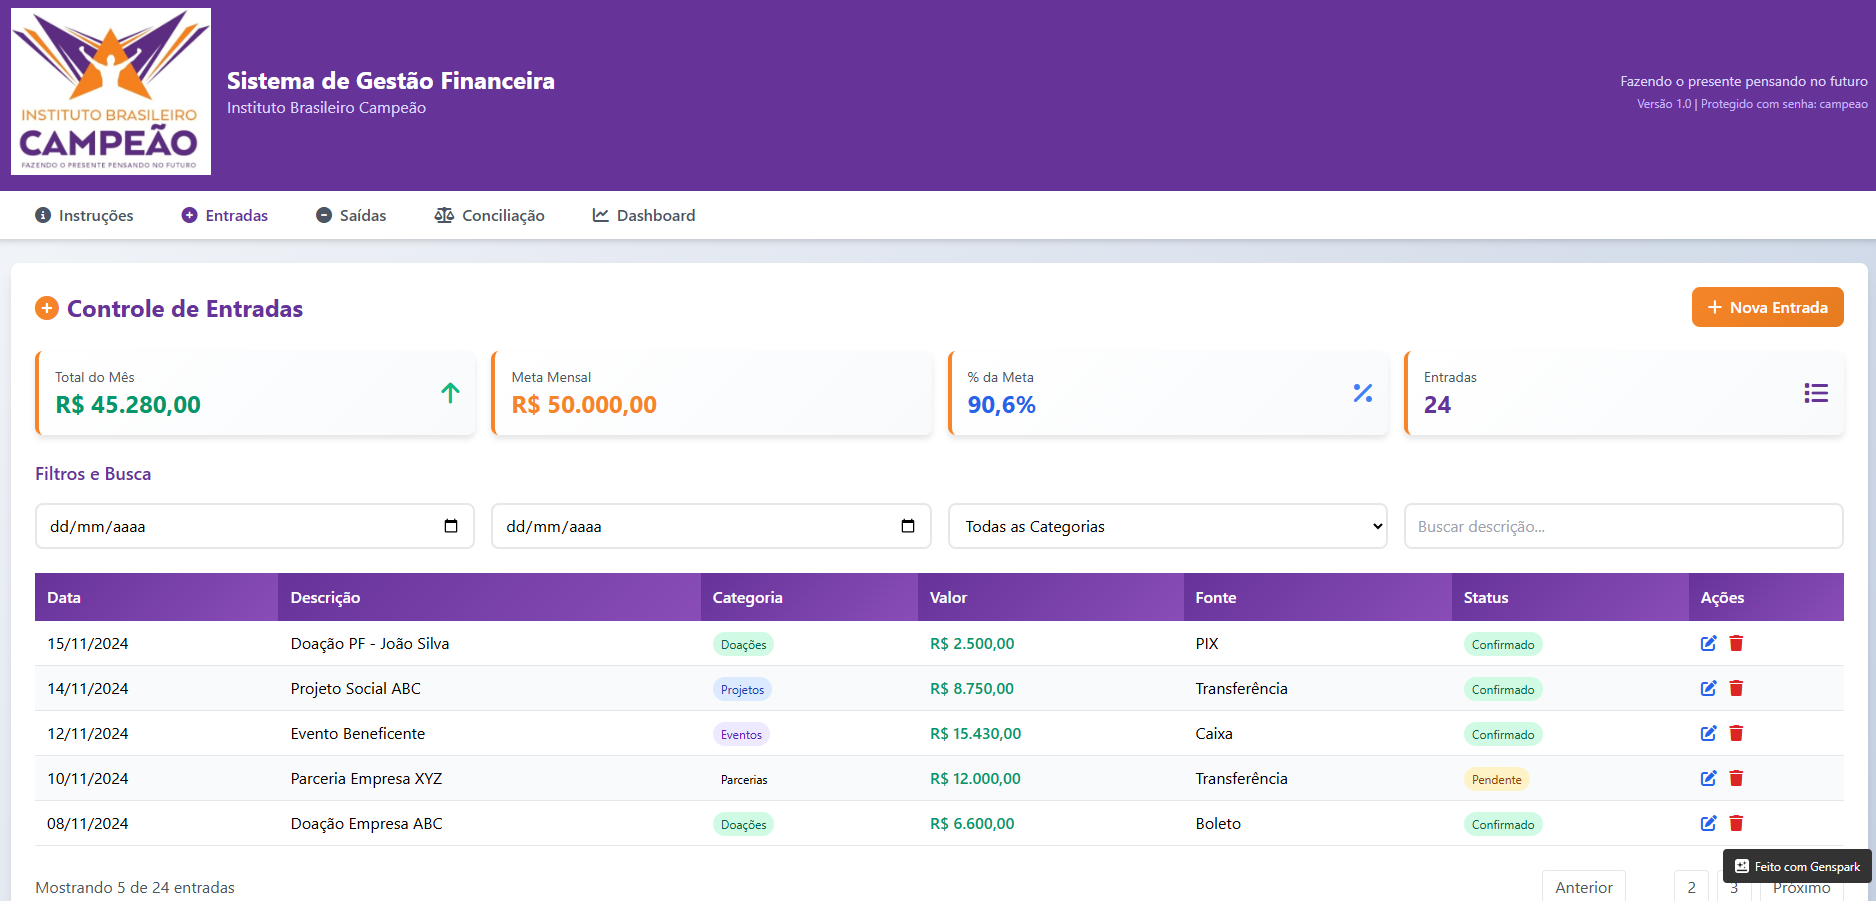 INSTITUTO BRASILEIRO
CAMPEÃO
FAZENDO O PRESENTE PENSANDO NO FUTURO
Sistema de Gestão Financeira
Instituto Brasileiro Campeão
Fazendo o presente pensando no futuro
Versão 1.0 | Protegido com senha: campeao
Instruções Entradas Saídas Conciliação Dashboard
Controle de Entradas
+ Nova Entrada
Total do Mês
R$ 45.280,00
Meta Mensal
R$ 50.000,00
% da Meta
90,6%
Entradas
24
Filtros e Busca
dd/mm/aaaa dd/mm/aaaa Todas as Categorias Buscar descrição...
Data Descrição Categoria Valor Fonte Status Ações
15/11/2024 Doação PF - João Silva Doações R$ 2.500,00 PIX Confirmado
14/11/2024 Projeto Social ABC Projetos R$ 8.750,00 Transferência Confirmado
12/11/2024 Evento Beneficente Eventos R$ 15.430,00 Caixa Confirmado
10/11/2024 Parceria Empresa XYZ Parcerias R$ 12.000,00 Transferência Pendente
08/11/2024 Doação Empresa ABC Doações R$ 6.600,00 Boleto Confirmado
Feito com Genspark
Mostrando 5 de 24 entradas Anterior 2 3 Próximo